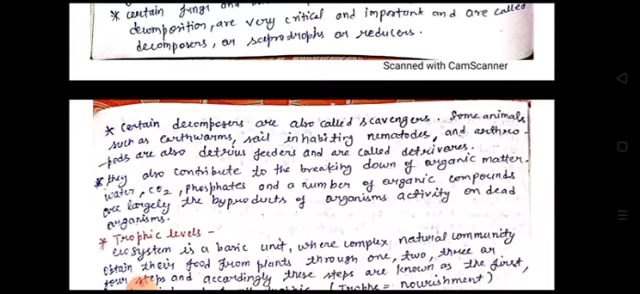 * certain fungi and
decomposition, are very critical and important and are called
decomposers, or scprodrophs or reducers.
Scanned with CamScanner
* Certain decomposers are also called scavengers. Some animals
such as earthworms, soil inhabiting nematodes, and arthro
-pods are also detrius feeders and are called detrivares.
* They also contribute to the breaking down of organic matter.
water, CO2, phosphates and a number of organic compounds
are largely the byproducts of organisms activity on dead
organisms.
* Trophic levels -
ecosystem is a basic unit, where complex natural community
obtain their food from plants through one, two, three or
four steps and accordingly these steps are known as the first,
(Trophe = nourishment)